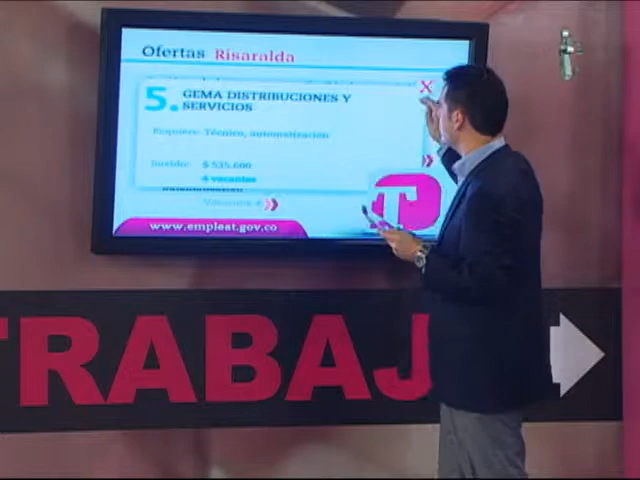 Ofertas Risaralda
X
5. GEMA DISTRIBUCIONES Y
SERVICIOS
Requiere: Técnico, automatización
Sueldo: $ 535.600
4 vacantes
Vacantes
T
www.empleat.gov.co
TRABAJ